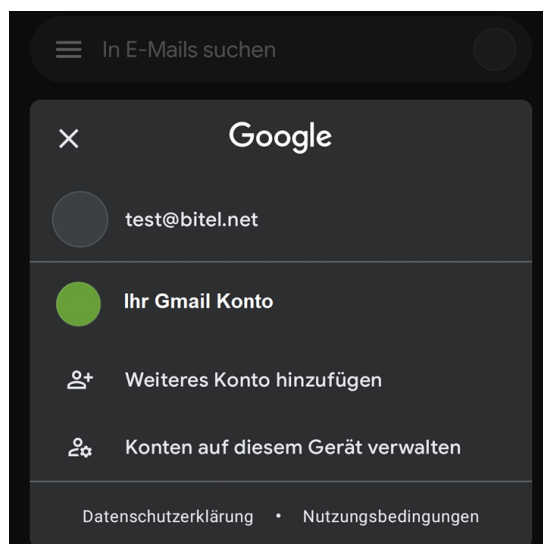 In E-Mails suchen
Google
test@bitel.net
Ihr Gmail Konto
Weiteres Konto hinzufügen
Konten auf diesem Gerät verwalten
Datenschutzerklärung • Nutzungsbedingungen